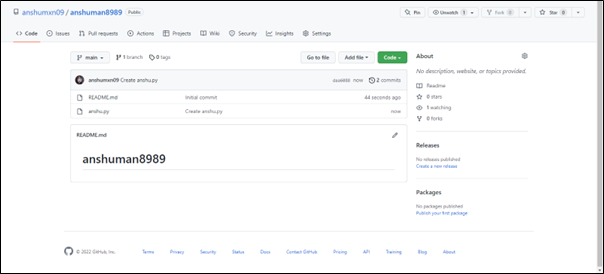 anshumxn09 / anshuman8989 Public
Pin Unwatch 1 Fork 0 Star 0
Code Issues Pull requests Actions Projects Wiki Security Insights Settings
main 1 branch 0 tags Go to file Add file Code
About
No description, website, or topics provided.
anshumxn09 Create anshu.py now 2 commits
README.md Initial commit 44 seconds ago
anshu.py Create anshu.py now
Readme
0 stars
1 watching
0 forks
README.md
anshuman8989
Releases
No releases published
Create a new release
Packages
No packages published
Publish your first package
© 2022 GitHub, Inc. Terms Privacy Security Status Docs Contact GitHub Pricing API Training Blog About